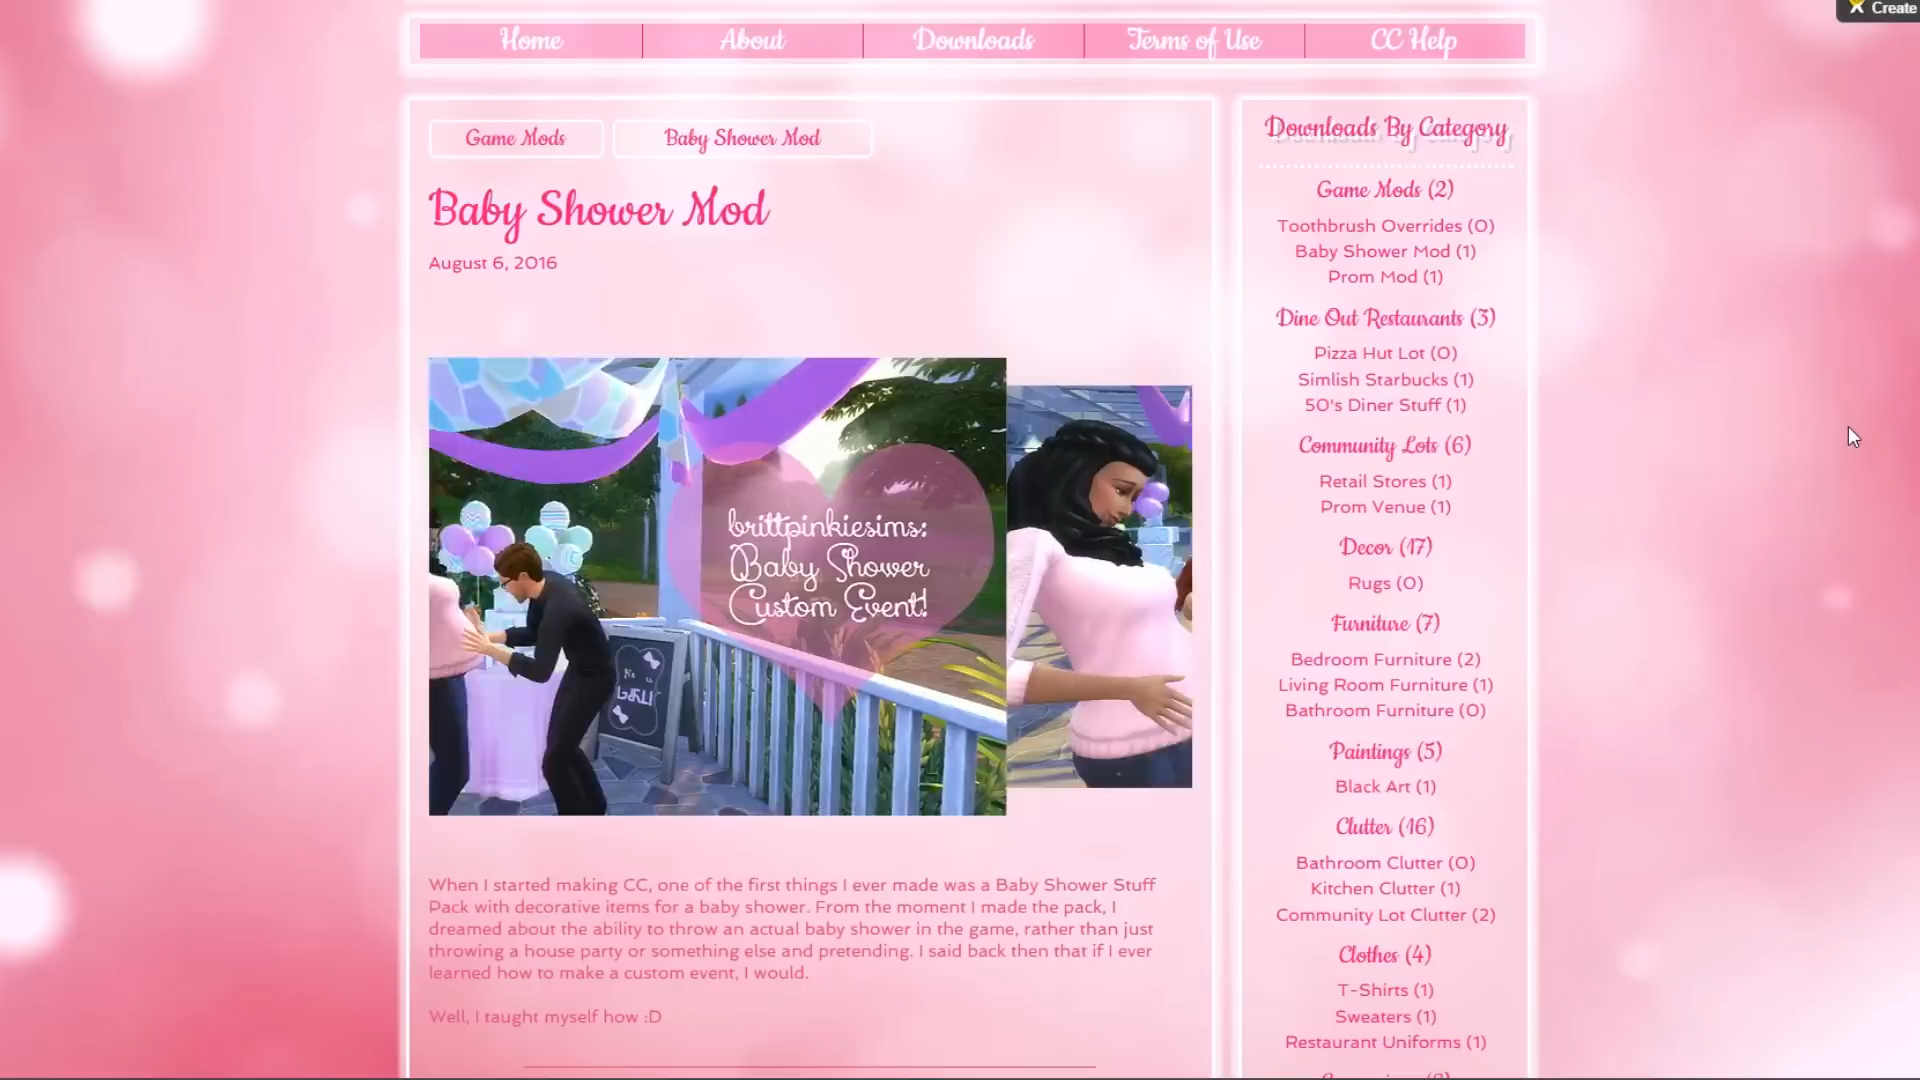 Create
Home
About
Downloads
Terms of Use
CC Help
Game Mods
Baby Shower Mod
Baby Shower Mod
August 6, 2016
brittpinkiesims:
Baby Shower
Custom Event!
When I started making CC, one of the first things I ever made was a Baby Shower Stuff
Pack with decorative items for a baby shower. From the moment I made the pack, I
dreamed about the ability to throw an actual baby shower in the game, rather than just
throwing a house party or something else and pretending. I said back then that if I ever
learned how to make a custom event, I would.
Well, I taught myself how :D
Downloads By Category
Game Mods (2)
Toothbrush Overrides (0)
Baby Shower Mod (1)
Prom Mod (1)
Dine Out Restaurants (3)
Pizza Hut Lot (0)
Simlish Starbucks (1)
50's Diner Stuff (1)
Community Lots (6)
Retail Stores (1)
Prom Venue (1)
Decor (17)
Rugs (0)
Furniture (7)
Bedroom Furniture (2)
Living Room Furniture (1)
Bathroom Furniture (0)
Paintings (5)
Black Art (1)
Clutter (16)
Bathroom Clutter (0)
Kitchen Clutter (1)
Community Lot Clutter (2)
Clothes (4)
T-Shirts (1)
Sweaters (1)
Restaurant Uniforms (1)